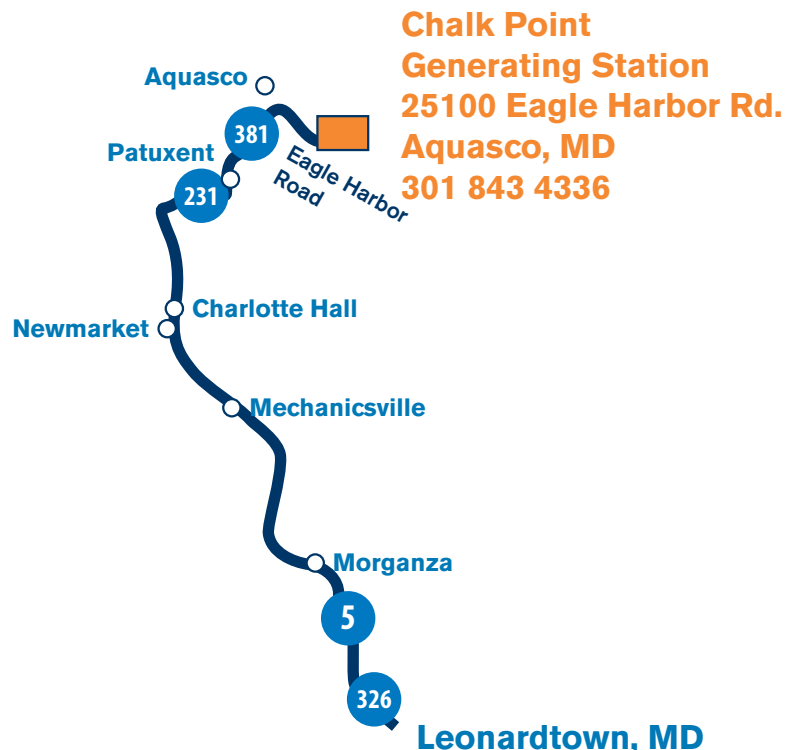 Chalk Point
Generating Station
25100 Eagle Harbor Rd.
Aquasco, MD
301 843 4336
Aquasco
381
Eagle Harbor
Road
Patuxent
231
Charlotte Hall
Newmarket
Mechanicsville
Morganza
5
326
Leonardtown, MD